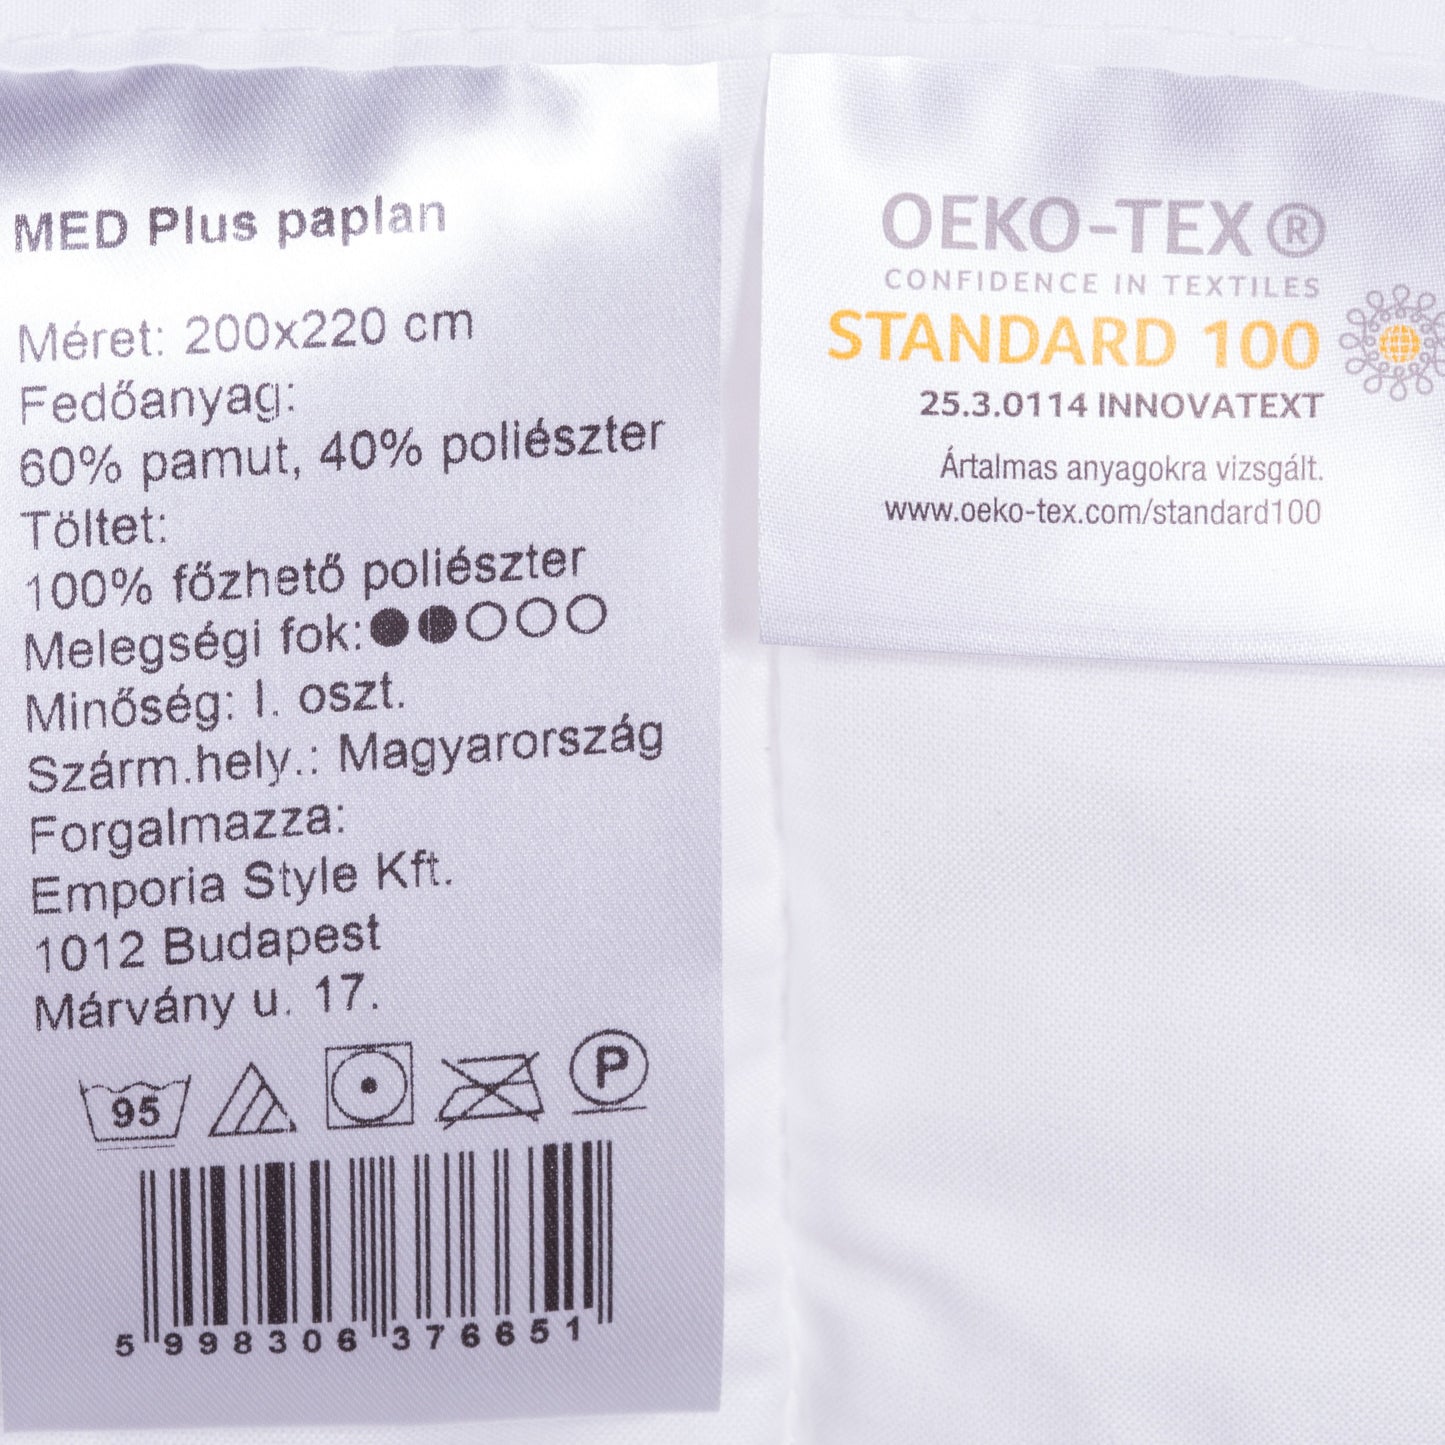 MED Plus paplan
Méret: 200x220 cm
Fedőanyag:
60% pamut, 40% poliészter
Töltet:
100% főzhető poliészter
Melegségi fok:
Minőség: I. oszt.
Szárm.hely.: Magyarország
Forgalmazza:
Emporia Style Kft.
1012 Budapest
Márvány u. 17.
95
P
5 998306 376651
OEKO-TEX®
CONFIDENCE IN TEXTILES
STANDARD 100
25.3.0114 INNOVATEXT
Ártalmas anyagokra vizsgált.
www.oeko-tex.com/standard100